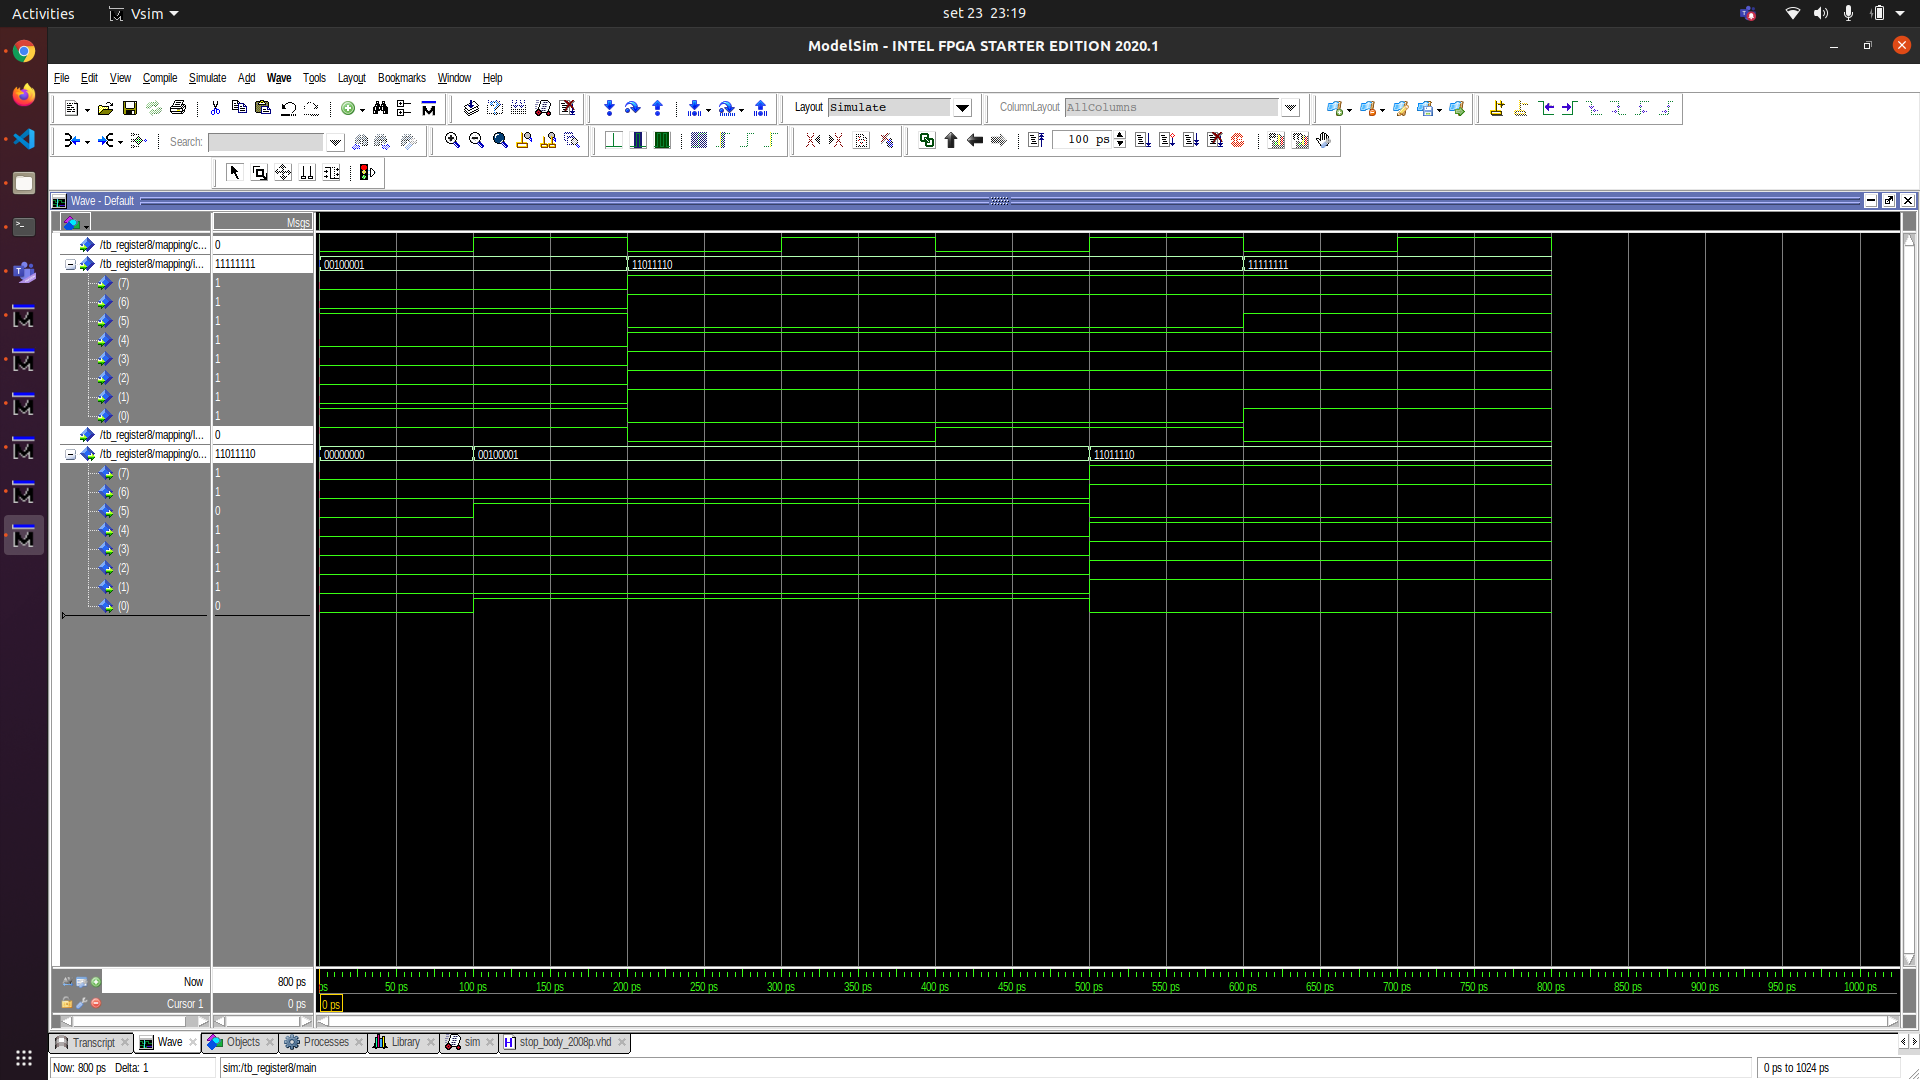 Activities
Vsim
set 23 23:19
ModelSim - INTEL FPGA STARTER EDITION 2020.1
File Edit View Compile Simulate Add Wave Tools Layout Bookmarks Window Help
Layout Simulate
ColumnLayout AllColumns
Search:
100 ps
Wave - Default
Msgs
/tb_register8/mapping/c... 0
/tb_register8/mapping/i... 11111111 00100001 11011110 11111111
(7) 1
(6) 1
(5) 1
(4) 1
(3) 1
(2) 1
(1) 1
(0) 1
/tb_register8/mapping/l... 0
/tb_register8/mapping/o... 11011110 00000000 00100001 11011110
(7) 1
(6) 1
(5) 0
(4) 1
(3) 1
(2) 1
(1) 1
(0) 0
Now 800 ps
ps 50 ps 100 ps 150 ps 200 ps 250 ps 300 ps 350 ps 400 ps 450 ps 500 ps 550 ps 600 ps 650 ps 700 ps 750 ps 800 ps 850 ps 900 ps 950 ps 1000 ps
Cursor 1 0 ps 0 ps
Transcript Wave Objects Processes Library sim stop_body_2008p.vhd
Now: 800 ps Delta: 1 sim:/tb_register8/main 0 ps to 1024 ps